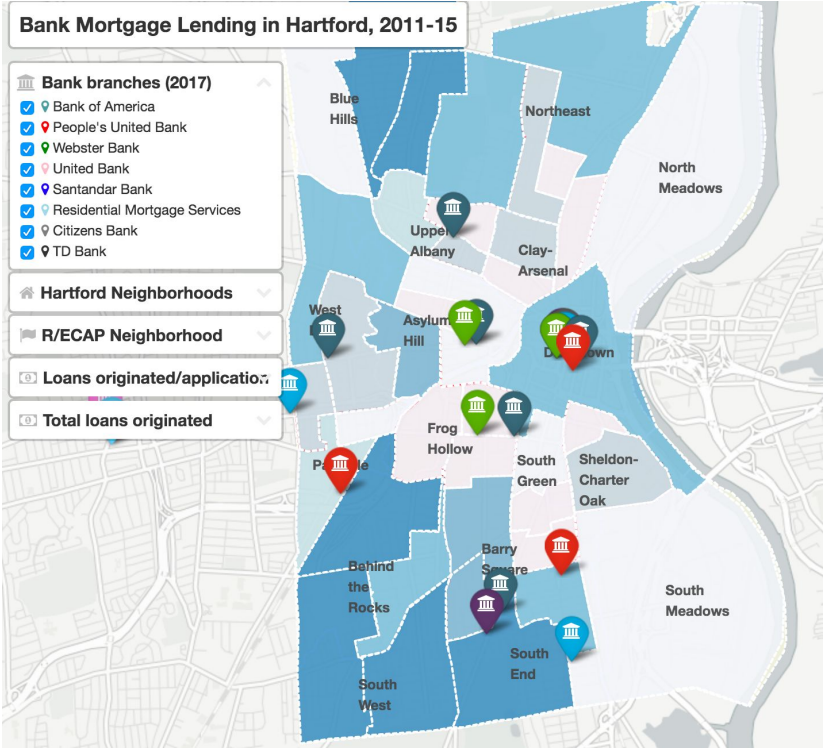 Bank Mortgage Lending in Hartford, 2011-15
Bank branches (2017)
Bank of America
People's United Bank
Webster Bank
United Bank
Santandar Bank
Residential Mortgage Services
Citizens Bank
TD Bank
Hartford Neighborhoods
R/ECAP Neighborhood
Loans originated/application
Total loans originated
Blue
Hills
Northeast
North
Meadows
Upper
Albany
Clay-
Arsenal
West
Asylum
Hill
Frog
Hollow
South
Green
Sheldon-
Charter
Oak
Barry
Square
Behind
the
Rocks
South
Meadows
South
End
South
West